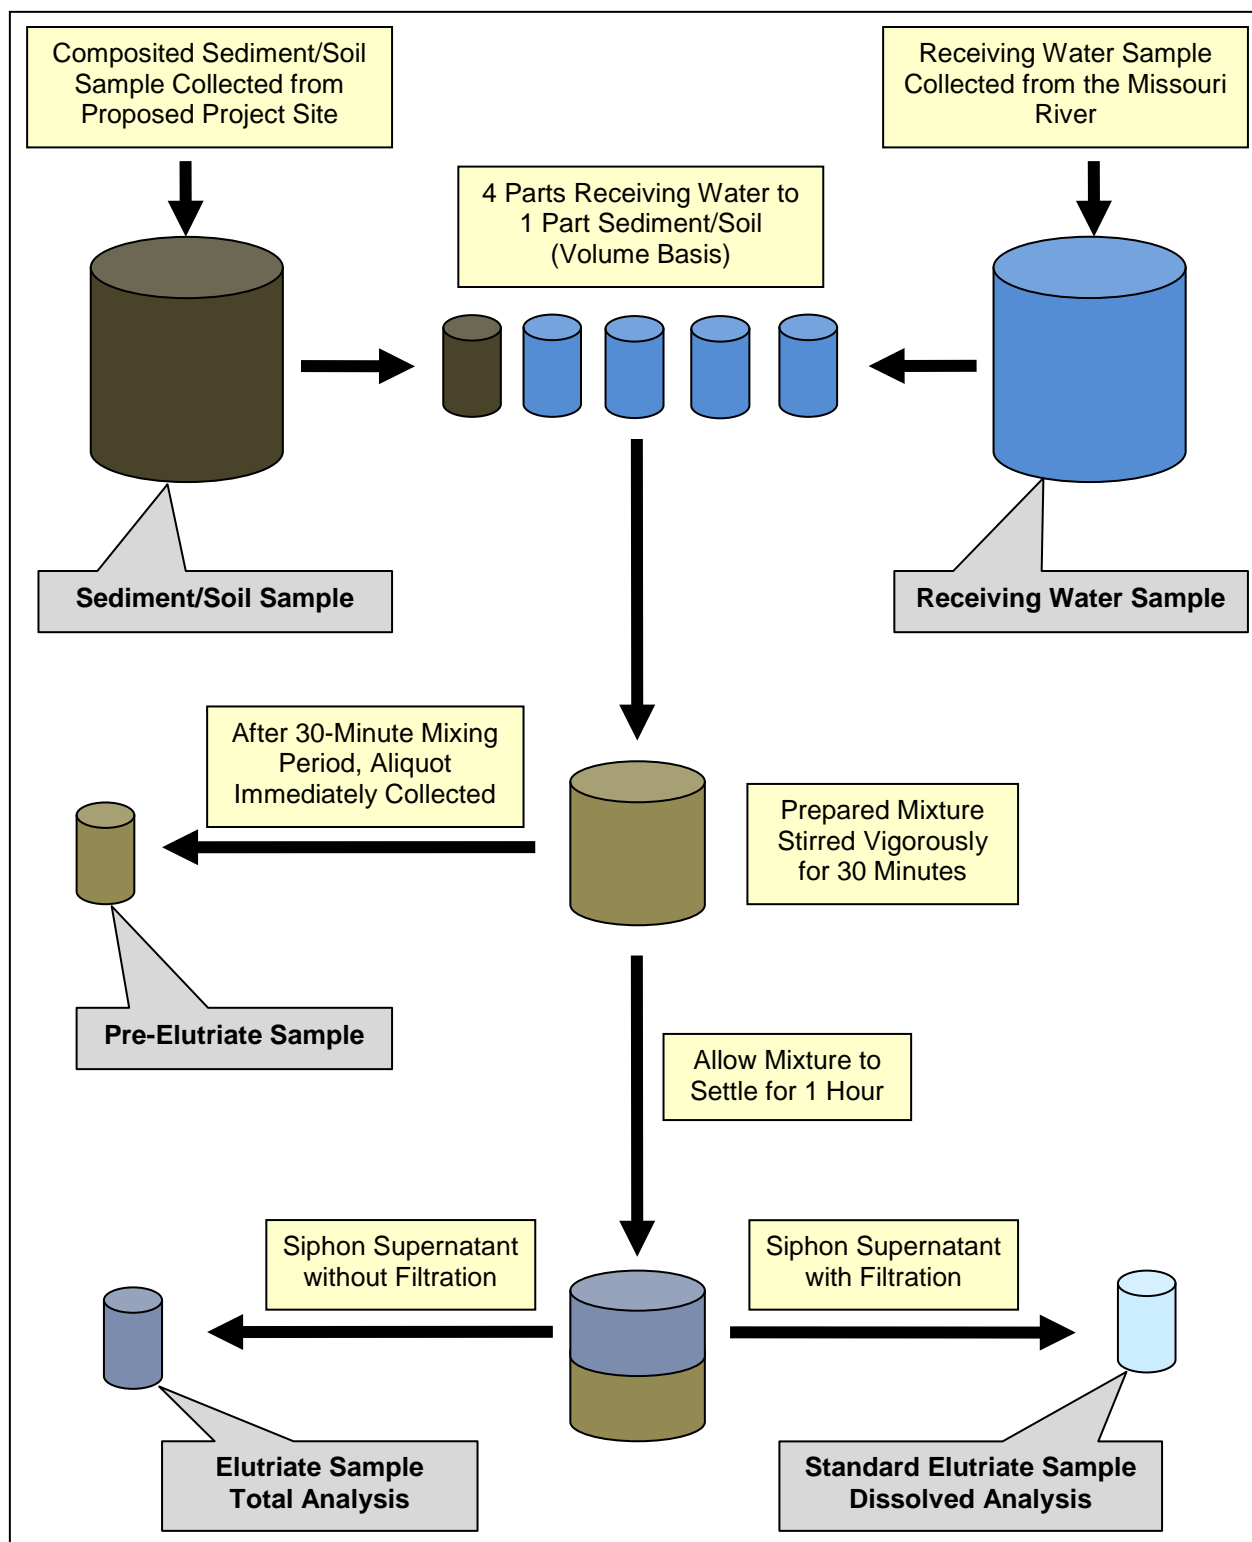 Composited Sediment/Soil
Sample Collected from
Proposed Project Site
Receiving Water Sample
Collected from the Missouri
River
4 Parts Receiving Water to
1 Part Sediment/Soil
(Volume Basis)
Sediment/Soil Sample
Receiving Water Sample
After 30-Minute Mixing
Period, Aliquot
Immediately Collected
Prepared Mixture
Stirred Vigorously
for 30 Minutes
Pre-Elutriate Sample
Allow Mixture to
Settle for 1 Hour
Siphon Supernatant
without Filtration
Siphon Supernatant
with Filtration
Elutriate Sample
Total Analysis
Standard Elutriate Sample
Dissolved Analysis